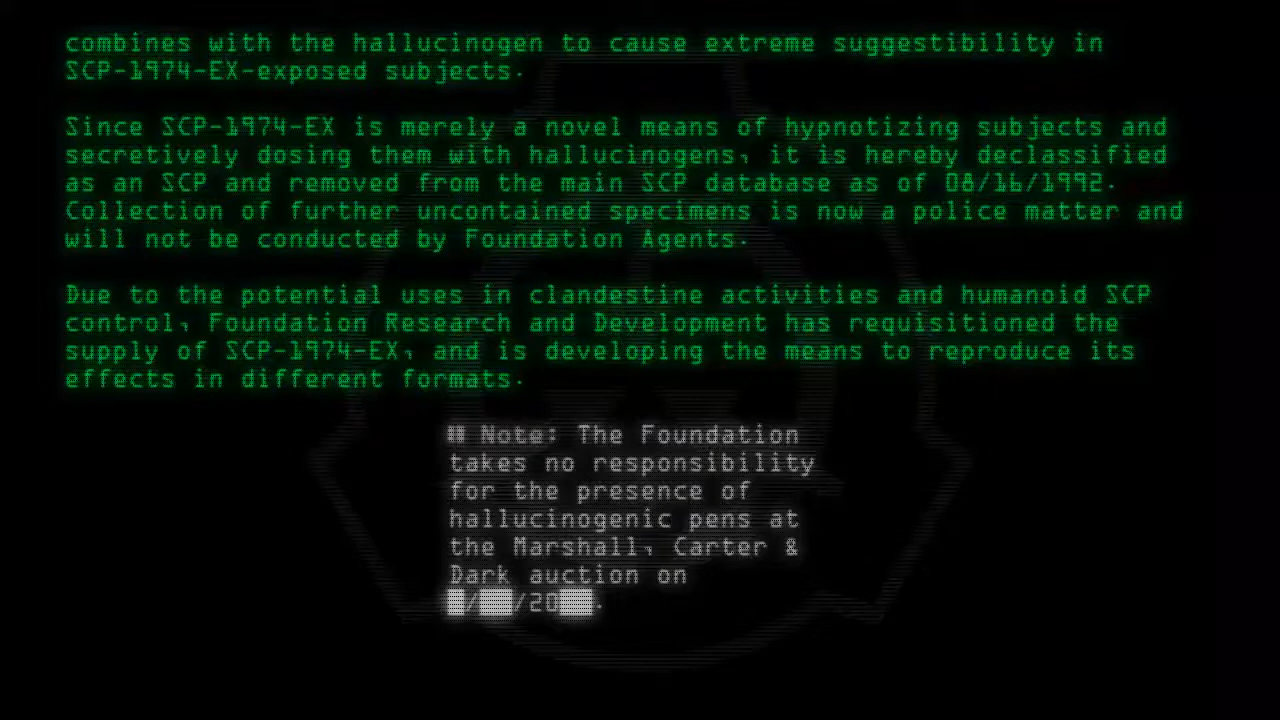 combines with the hallucinogen to cause extreme suggestibility in
SCP-1974-EX-exposed subjects.
Since SCP-1974-EX is merely a novel means of hypnotizing subjects and
secretively dosing them with hallucinogens, it is hereby declassified
as an SCP and removed from the main SCP database as of 08/16/1992.
Collection of further uncontained specimens is now a police matter and
will not be conducted by Foundation Agents.
Due to the potential uses in clandestine activities and humanoid SCP
control, Foundation Research and Development has requisitioned the
supply of SCP-1974-EX, and is developing the means to reproduce its
effects in different formats.
# Note: The Foundation
takes no responsibility
for the presence of
hallucinogenic pens at
the Marshall, Carter &
Dark auction on
█/██/20██.